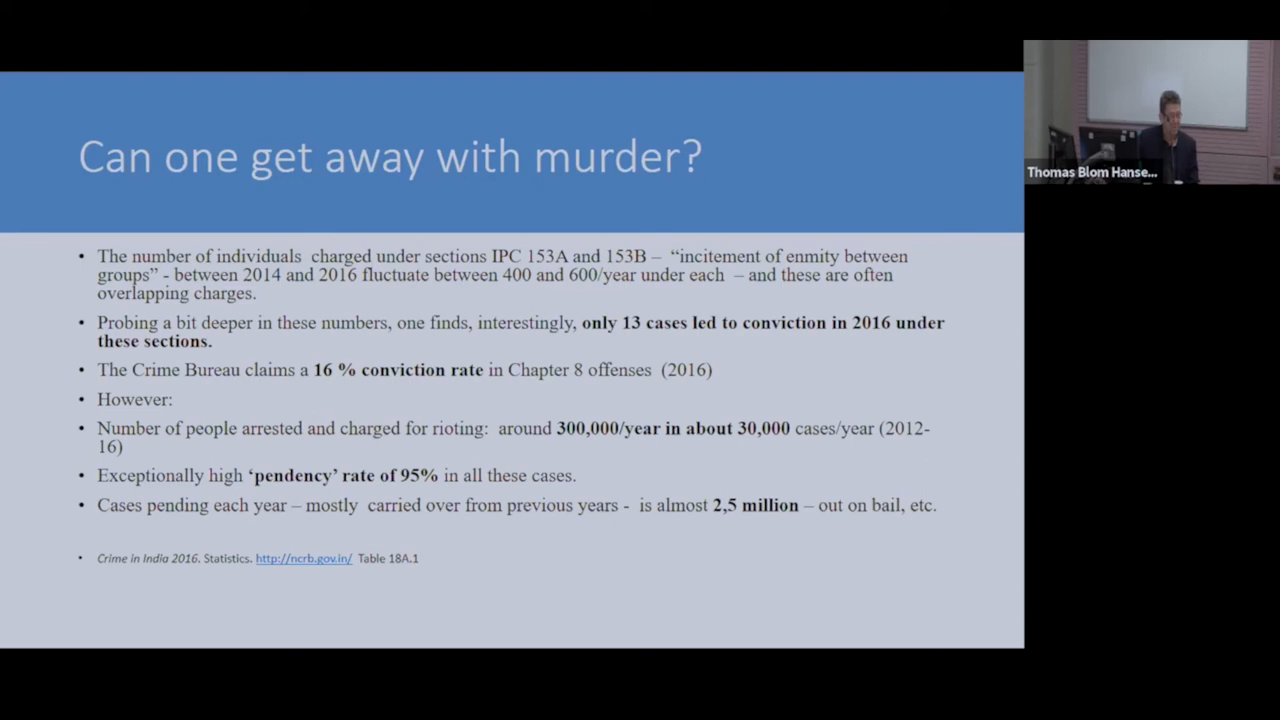 Can one get away with murder?
• The number of individuals charged under sections IPC 153A and 153B – “incitement of enmity between
groups” - between 2014 and 2016 fluctuate between 400 and 600/year under each – and these are often
overlapping charges.
• Probing a bit deeper in these numbers, one finds, interestingly, only 13 cases led to conviction in 2016 under
these sections.
• The Crime Bureau claims a 16 % conviction rate in Chapter 8 offenses (2016)
• However:
• Number of people arrested and charged for rioting: around 300,000/year in about 30,000 cases/year (2012-
16)
• Exceptionally high ‘pendency’ rate of 95% in all these cases.
• Cases pending each year – mostly carried over from previous years - is almost 2,5 million – out on bail, etc.
• Crime in India 2016. Statistics. http://ncrb.gov.in/ Table 18A.1
Thomas Blom Hanse...